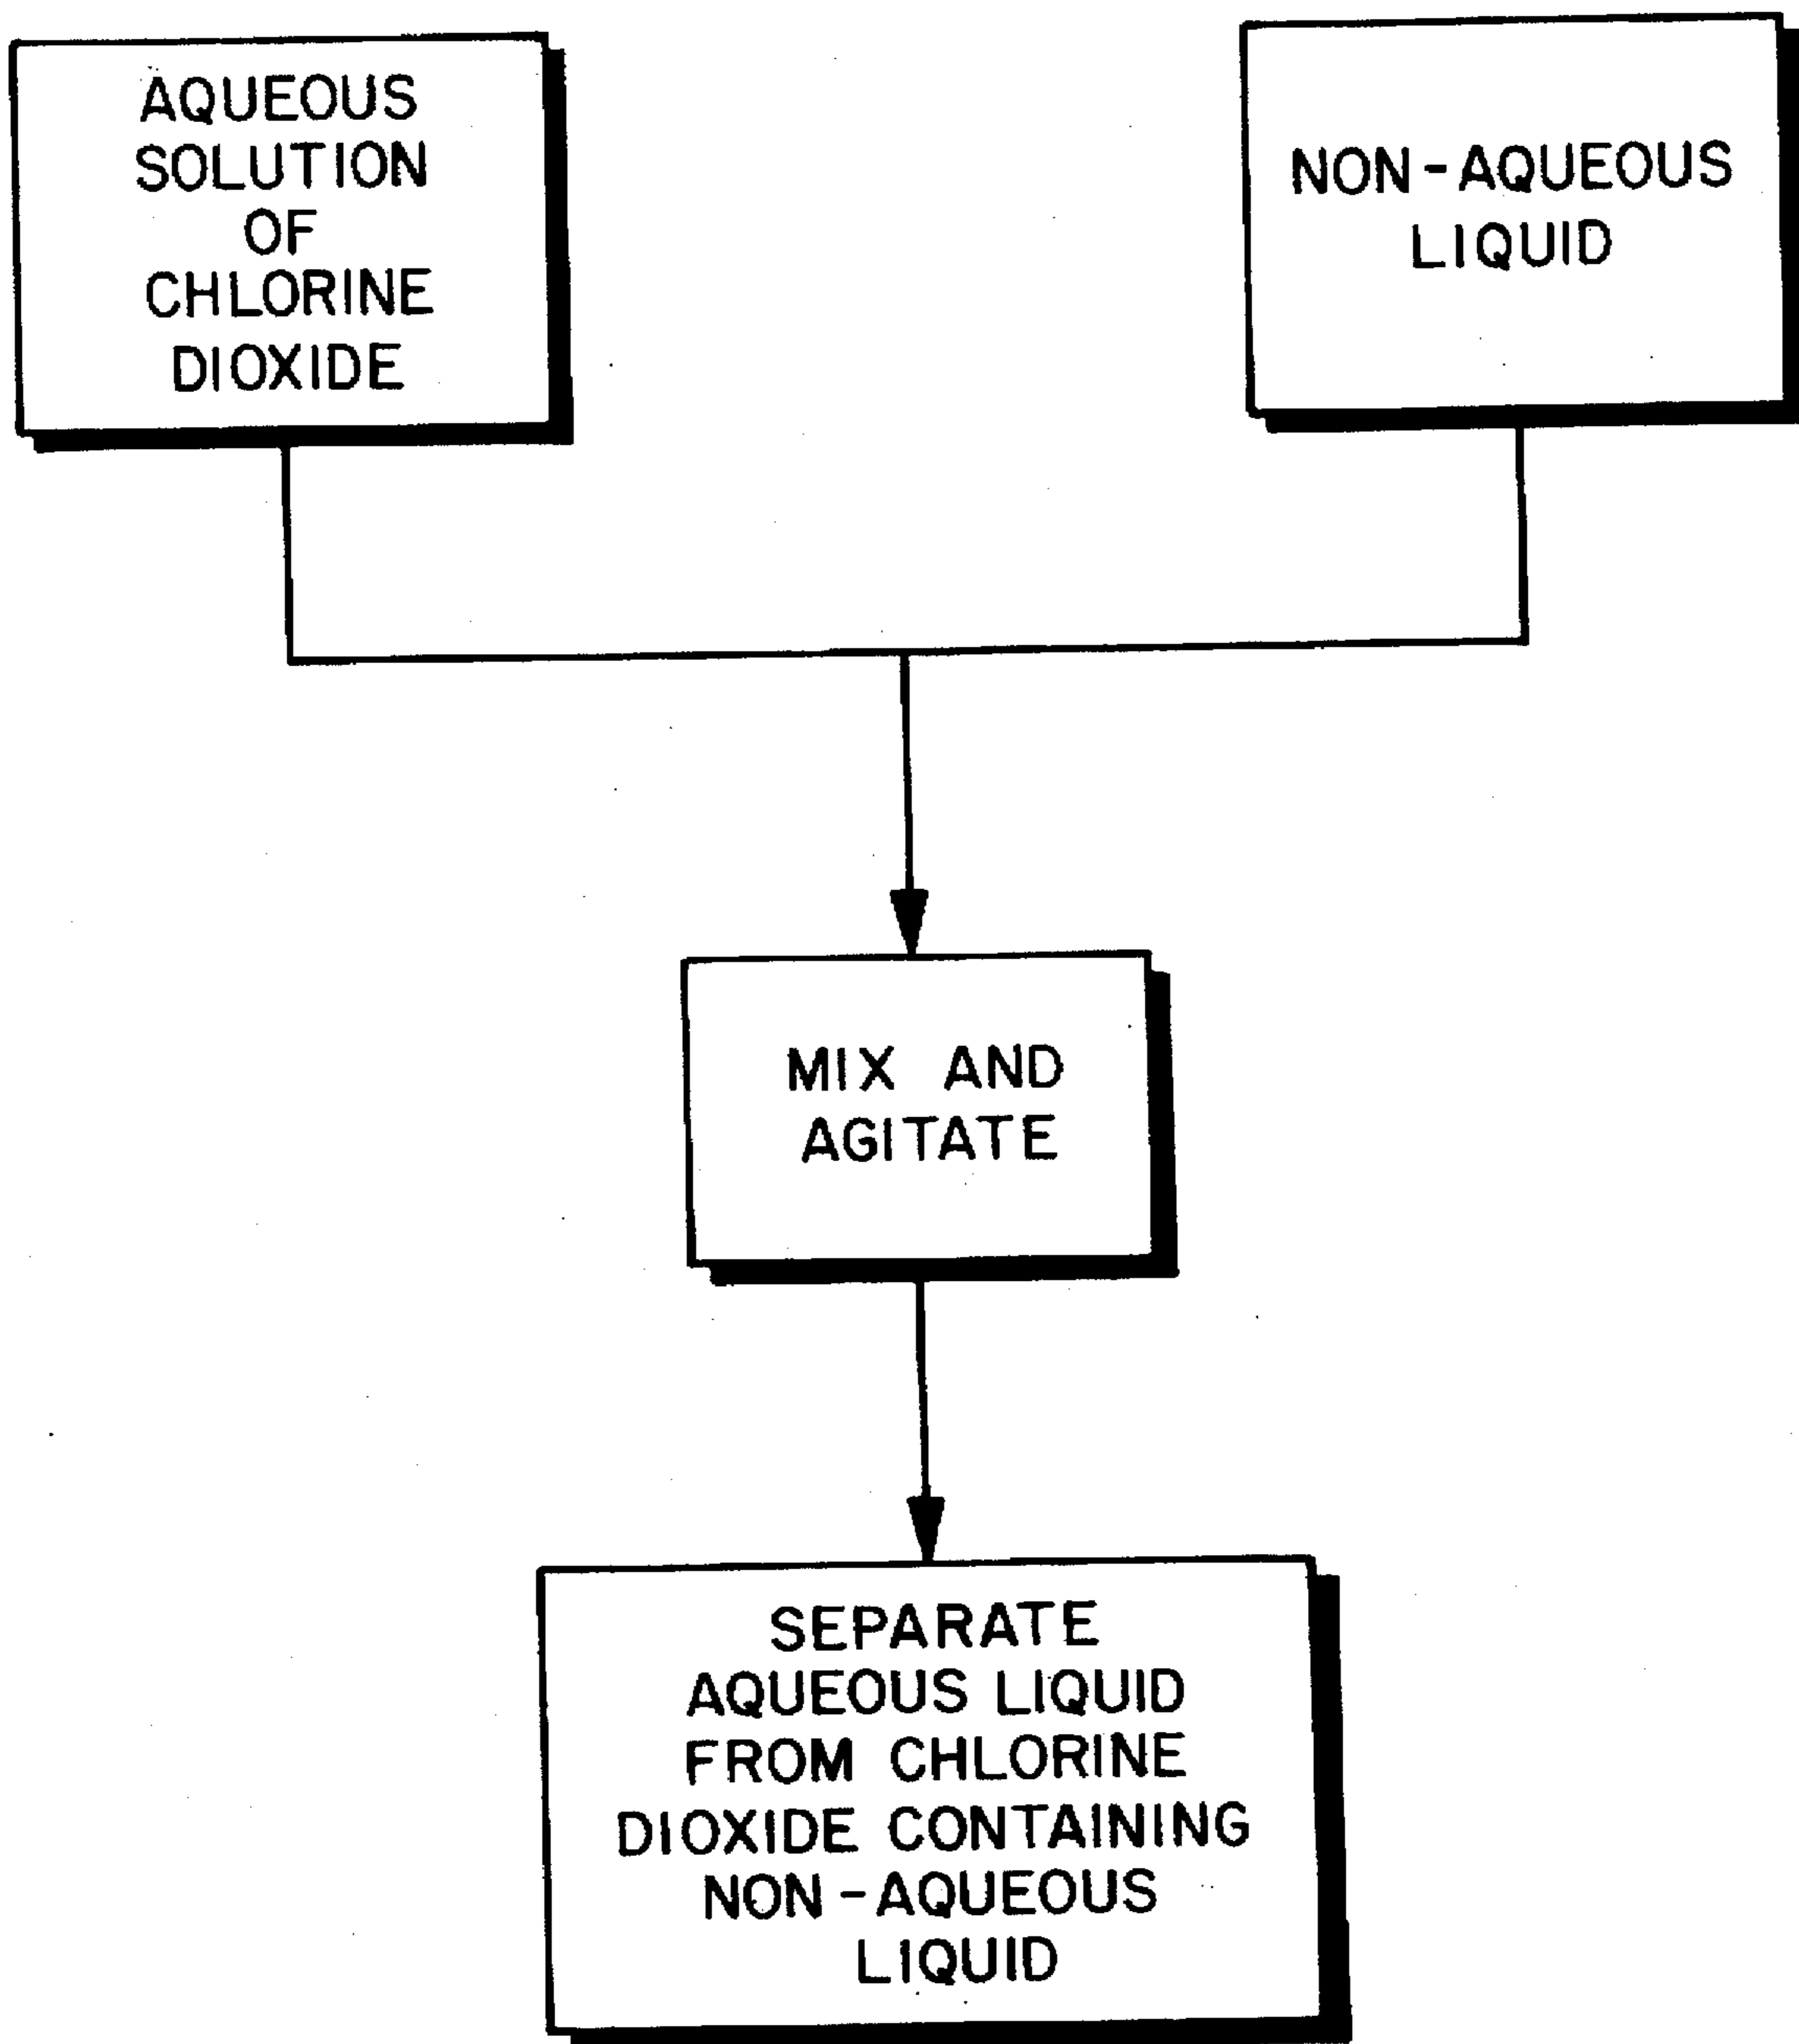 AQUEOUS
SOLUTION
OF
CHLORINE
DIOXIDE
NON-AQUEOUS
LIQUID
MIX AND
AGITATE
SEPARATE
AQUEOUS LIQUID
FROM CHLORINE
DIOXIDE CONTAINING
NON-AQUEOUS
LIQUID